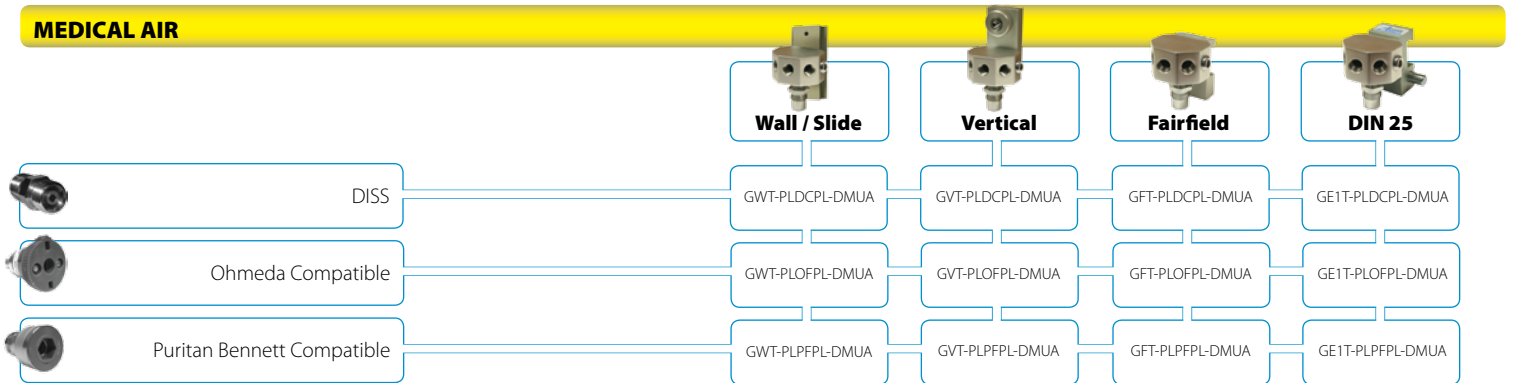 MEDICAL AIR
Wall / Slide
Vertical
Fairfield
DIN 25
DISS
GWT-PLDCPL-DMUA
GVT-PLDCPL-DMUA
GFT-PLDCPL-DMUA
GE1T-PLDCPL-DMUA
Ohmeda Compatible
GWT-PLOFPL-DMUA
GVT-PLOFPL-DMUA
GFT-PLOFPL-DMUA
GE1T-PLOFPL-DMUA
Puritan Bennett Compatible
GWT-PLPFPL-DMUA
GVT-PLPFPL-DMUA
GFT-PLPFPL-DMUA
GE1T-PLPFPL-DMUA